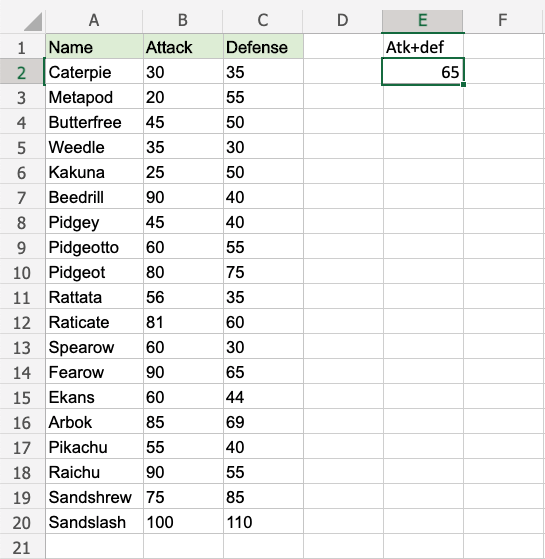 A B C D E F
1 Name Attack Defense Atk+def
2 Caterpie 30 35 65
3 Metapod 20 55
4 Butterfree 45 50
5 Weedle 35 30
6 Kakuna 25 50
7 Beedrill 90 40
8 Pidgey 45 40
9 Pidgeotto 60 55
10 Pidgeot 80 75
11 Rattata 56 35
12 Raticate 81 60
13 Spearow 60 30
14 Fearow 90 65
15 Ekans 60 44
16 Arbok 85 69
17 Pikachu 55 40
18 Raichu 90 55
19 Sandshrew 75 85
20 Sandslash 100 110
21